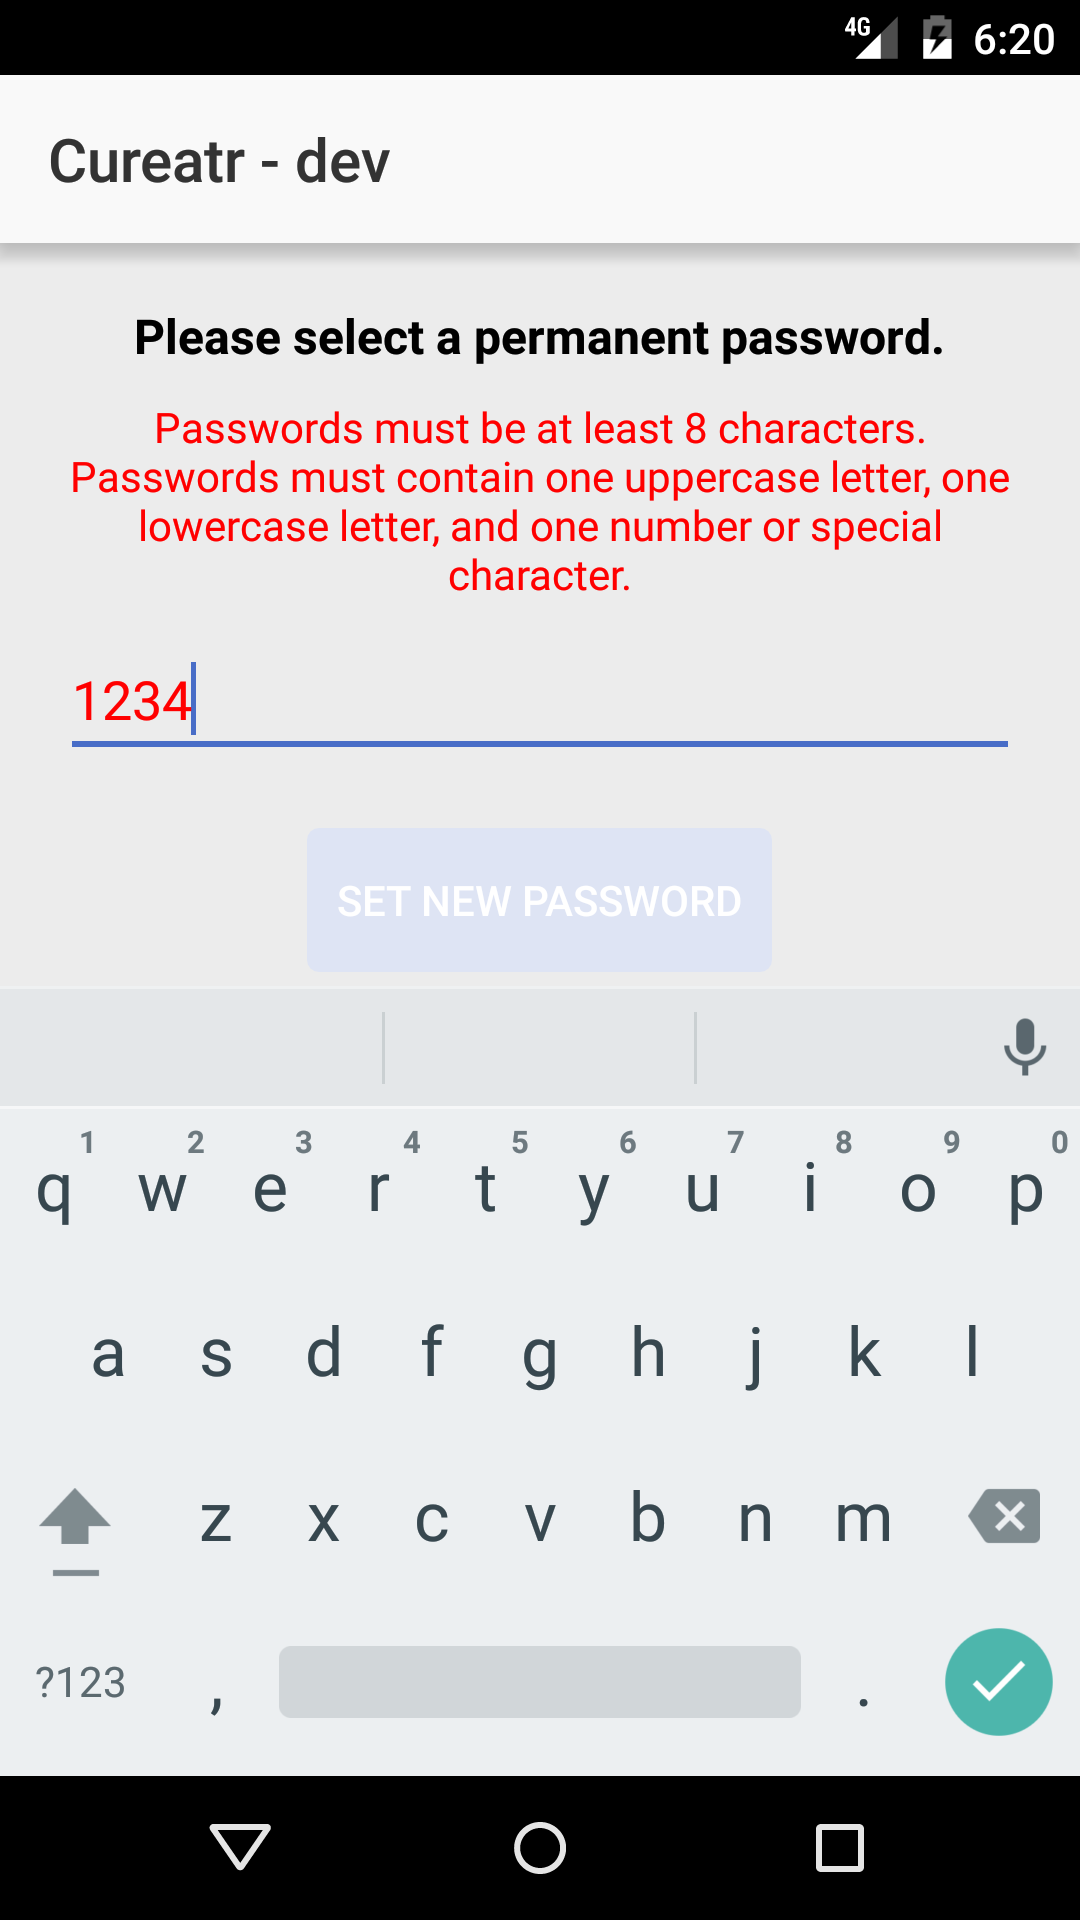 4G 6:20
Cureatr - dev
Please select a permanent password.
Passwords must be at least 8 characters.
Passwords must contain one uppercase letter, one
lowercase letter, and one number or special
character.
1234
SET NEW PASSWORD
1 2 3 4 5 6 7 8 9 0
q w e r t y u i o p
a s d f g h j k l
z x c v b n m
?123 , .